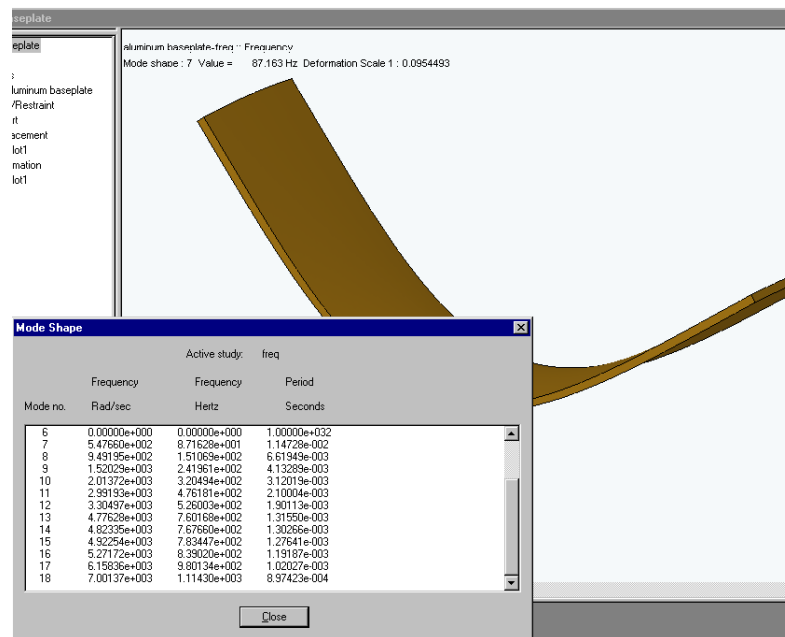 aseplate
eplate
s
luminum baseplate
/Restraint
rt
acement
lot1
mation
lot1
aluminum baseplate-freq :: Frequency
Mode shape : 7 Value = 87.163 Hz Deformation Scale 1 : 0.0954493
Mode Shape
Active study: freq
Frequency Frequency Period
Mode no. Rad/sec Hertz Seconds
6 0.00000e+000 0.00000e+000 1.00000e+032
7 5.47660e+002 8.71628e+001 1.14728e-002
8 9.49195e+002 1.51069e+002 6.61949e-003
9 1.52029e+003 2.41961e+002 4.13289e-003
10 2.01372e+003 3.20494e+002 3.12019e-003
11 2.99193e+003 4.76181e+002 2.10004e-003
12 3.30497e+003 5.26003e+002 1.90113e-003
13 4.77628e+003 7.60168e+002 1.31550e-003
14 4.82335e+003 7.67660e+002 1.30266e-003
15 4.92254e+003 7.83447e+002 1.27641e-003
16 5.27172e+003 8.39020e+002 1.19187e-003
17 6.15836e+003 9.80134e+002 1.02027e-003
18 7.00137e+003 1.11430e+003 8.97423e-004
Close